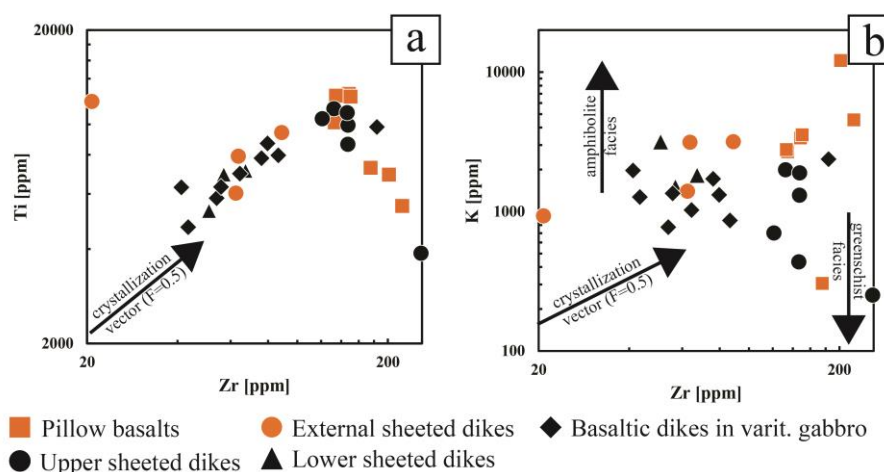 20000
a
Ti [ppm]
crystallization
vector (F=0.5)
2000
20
200
Zr [ppm]
b
10000
amphibolite
facies
K [ppm]
1000
greenschist
facies
crystallization
vector (F=0.5)
100
20
200
Zr [ppm]
Pillow basalts
External sheeted dikes
Basaltic dikes in varit. gabbro
Upper sheeted dikes
Lower sheeted dikes